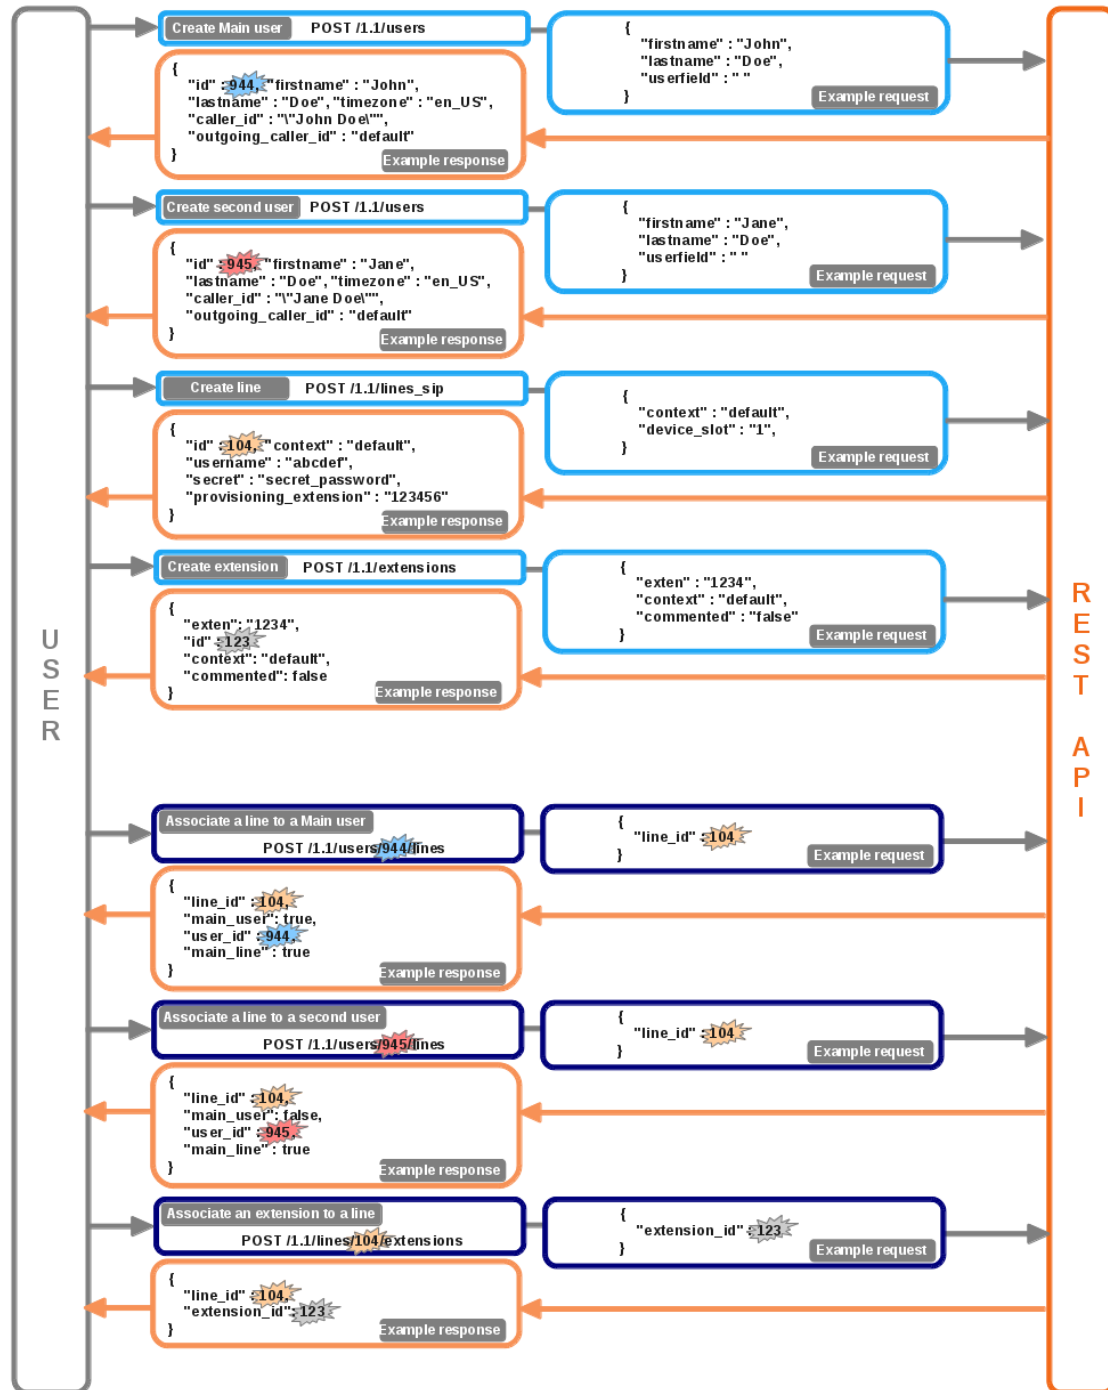 USER
REST API
Create Main user POST /1.1/users
{
"firstname" : "John",
"lastname" : "Doe",
"userfield" : " "
}
Example request
{
"id" : 944, "firstname" : "John",
"lastname" : "Doe", "timezone" : "en_US",
"caller_id" : "\"John Doe\"",
"outgoing_caller_id" : "default"
}
Example response
Create second user POST /1.1/users
{
"firstname" : "Jane",
"lastname" : "Doe",
"userfield" : " "
}
Example request
{
"id" : 945, "firstname" : "Jane",
"lastname" : "Doe", "timezone" : "en_US",
"caller_id" : "\"Jane Doe\"",
"outgoing_caller_id" : "default"
}
Example response
Create line POST /1.1/lines_sip
{
"context" : "default",
"device_slot" : "1",
}
Example request
{
"id" : 104, "context" : "default",
"username" : "abcdef",
"secret" : "secret_password",
"provisioning_extension" : "123456"
}
Example response
Create extension POST /1.1/extensions
{
"exten" : "1234",
"context" : "default",
"commented" : "false"
}
Example request
{
"exten": "1234",
"id" : 123
"context": "default",
"commented": false
}
Example response
Associate a line to a Main user
POST /1.1/users/944/lines
{
"line_id" : 104
}
Example request
{
"line_id" : 104,
"main_user": true,
"user_id" : 944,
"main_line" : true
}
Example response
Associate a line to a second user
POST /1.1/users/945/lines
{
"line_id" : 104
}
Example request
{
"line_id" : 104,
"main_user": false,
"user_id" : 945,
"main_line" : true
}
Example response
Associate an extension to a line
POST /1.1/lines/104/extensions
{
"extension_id" : 123
}
Example request
{
"line_id" : 104,
"extension_id": 123
}
Example response